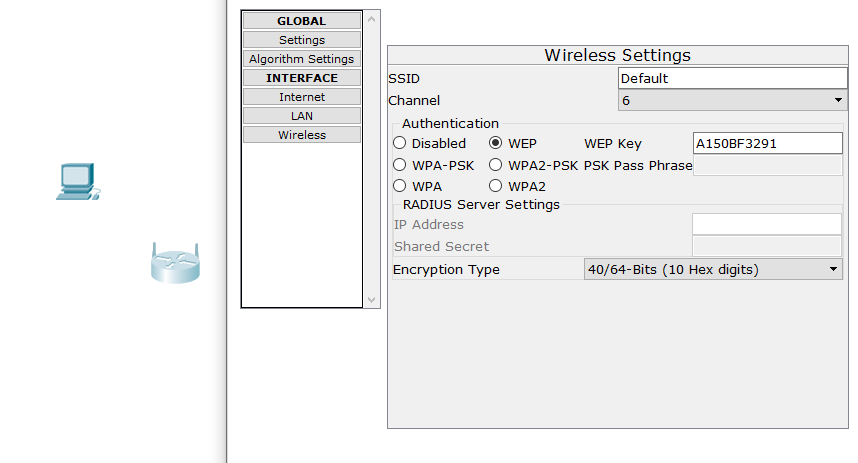 GLOBAL
Settings
Algorithm Settings
INTERFACE
Internet
LAN
Wireless
Wireless Settings
SSID Default
Channel 6
Authentication
Disabled WEP WEP Key A150BF3291
WPA-PSK WPA2-PSK PSK Pass Phrase
WPA WPA2
RADIUS Server Settings
IP Address
Shared Secret
Encryption Type 40/64-Bits (10 Hex digits)